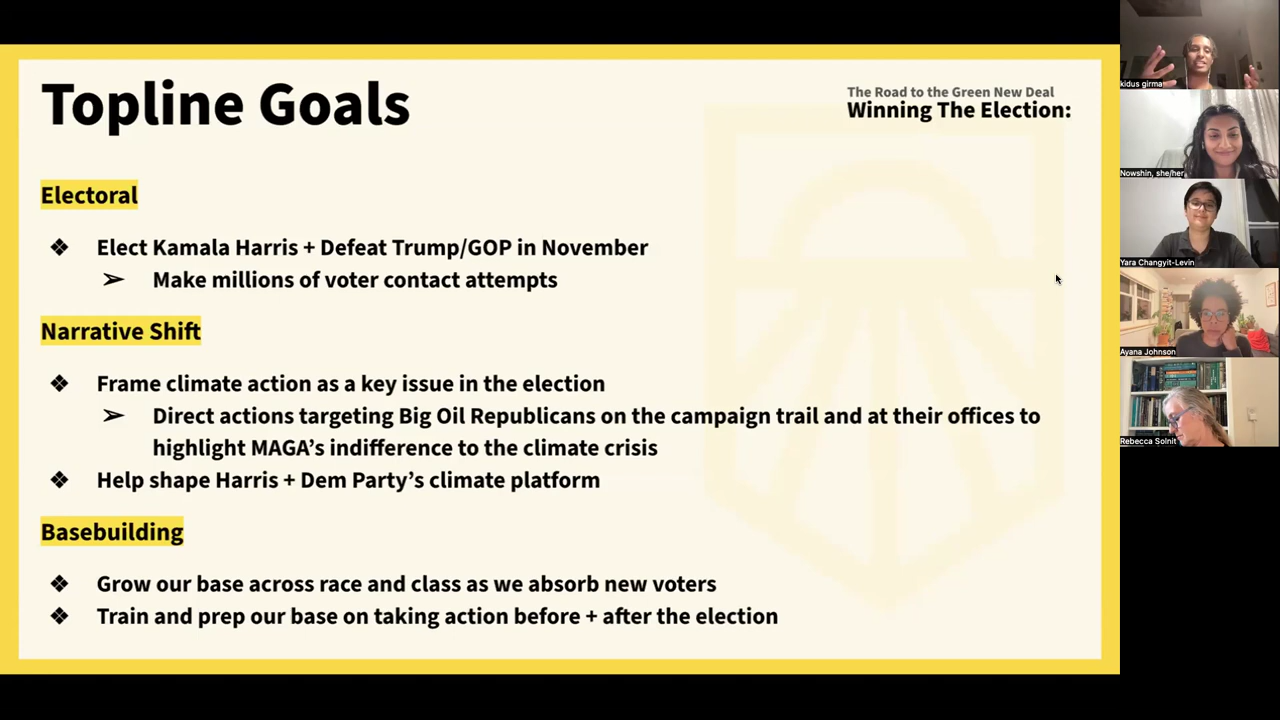 Topline Goals
The Road to the Green New Deal
Winning The Election:
Electoral
❖ Elect Kamala Harris + Defeat Trump/GOP in November
➢ Make millions of voter contact attempts
Narrative Shift
❖ Frame climate action as a key issue in the election
➢ Direct actions targeting Big Oil Republicans on the campaign trail and at their offices to
highlight MAGA’s indifference to the climate crisis
❖ Help shape Harris + Dem Party’s climate platform
Basebuilding
❖ Grow our base across race and class as we absorb new voters
❖ Train and prep our base on taking action before + after the election
kidus girma
Nowshin, she/her
Yara Changyit-Levin
Ayana Johnson
Rebecca Solnit